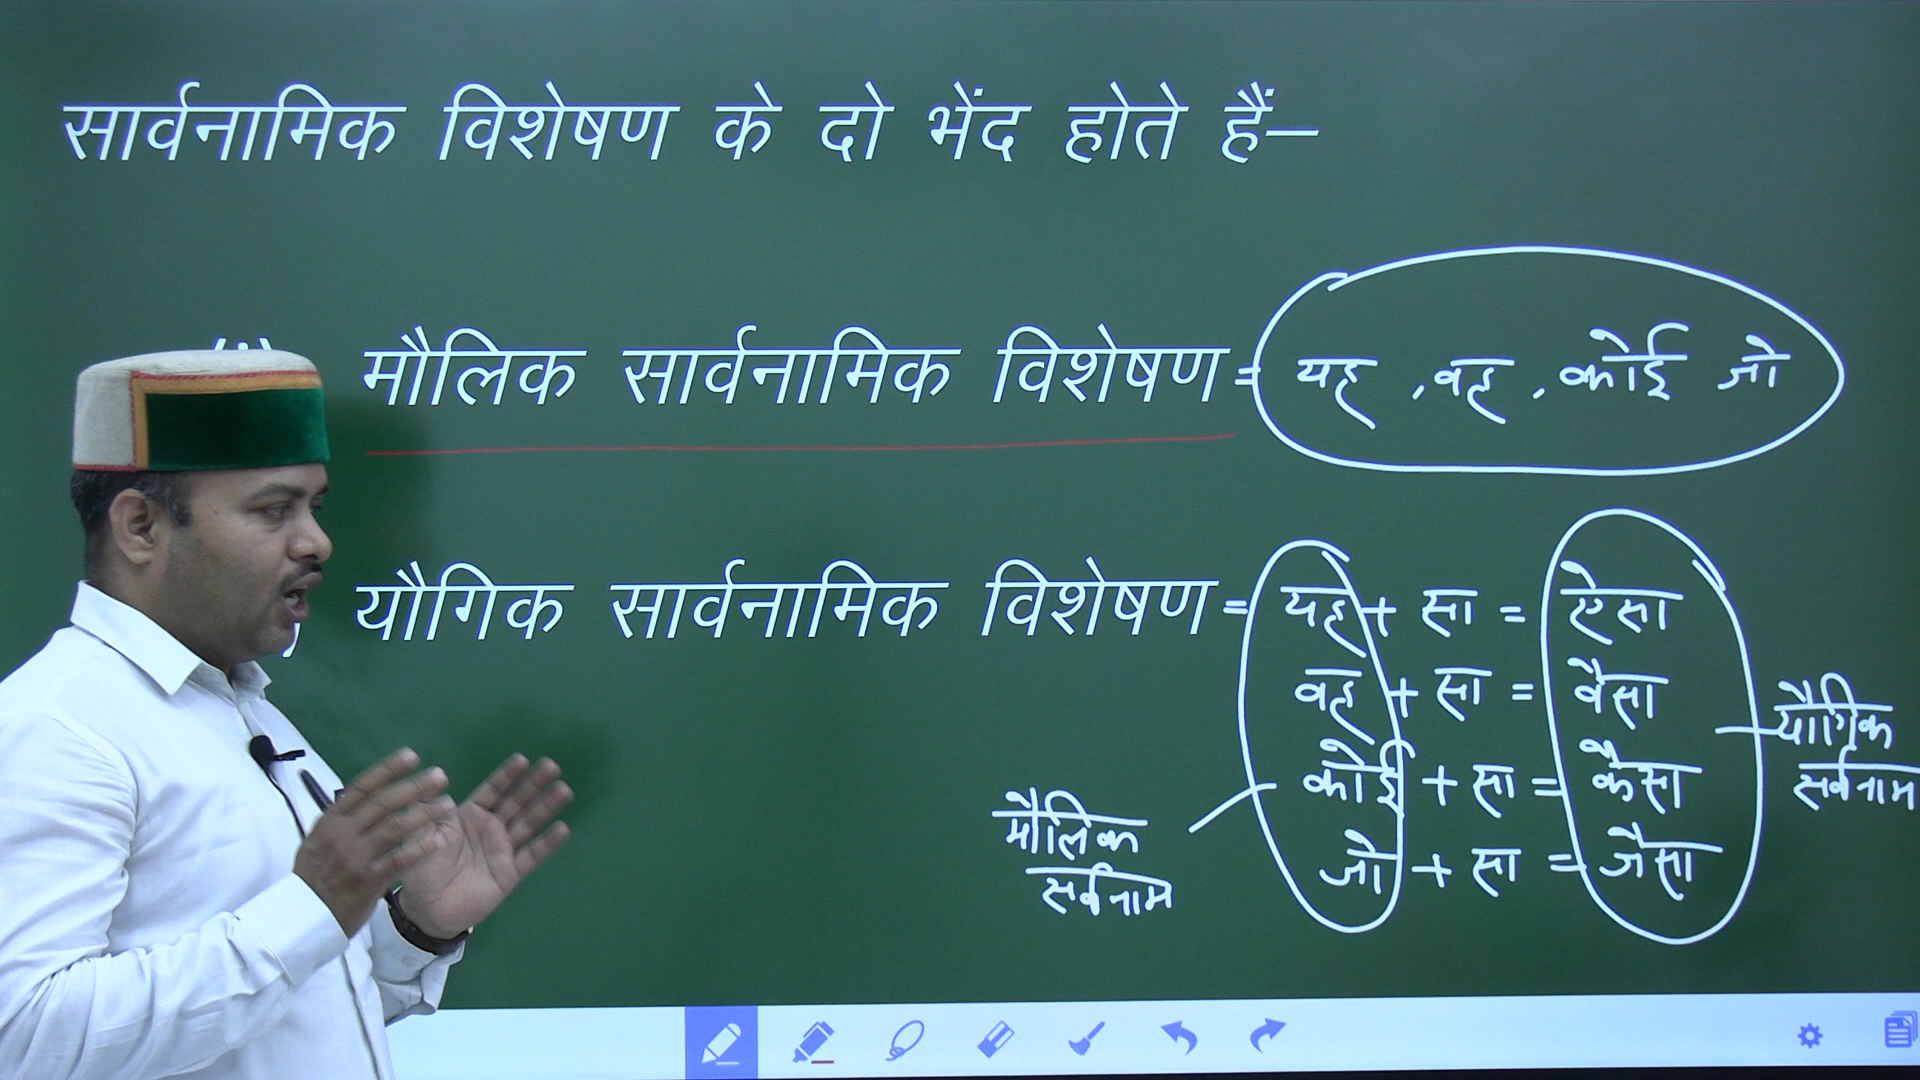 सार्वनामिक विशेषण के दो भेंद होते हैं–
मौलिक सार्वनामिक विशेषण = यह , वह , कोई जो
यौगिक सार्वनामिक विशेषण = यह + सा = ऐसा
वह + सा = वैसा
कोई + सा = कैसा
जो + सा = जैसा
मौलिक
सर्वनाम
यौगिक
सर्वनाम